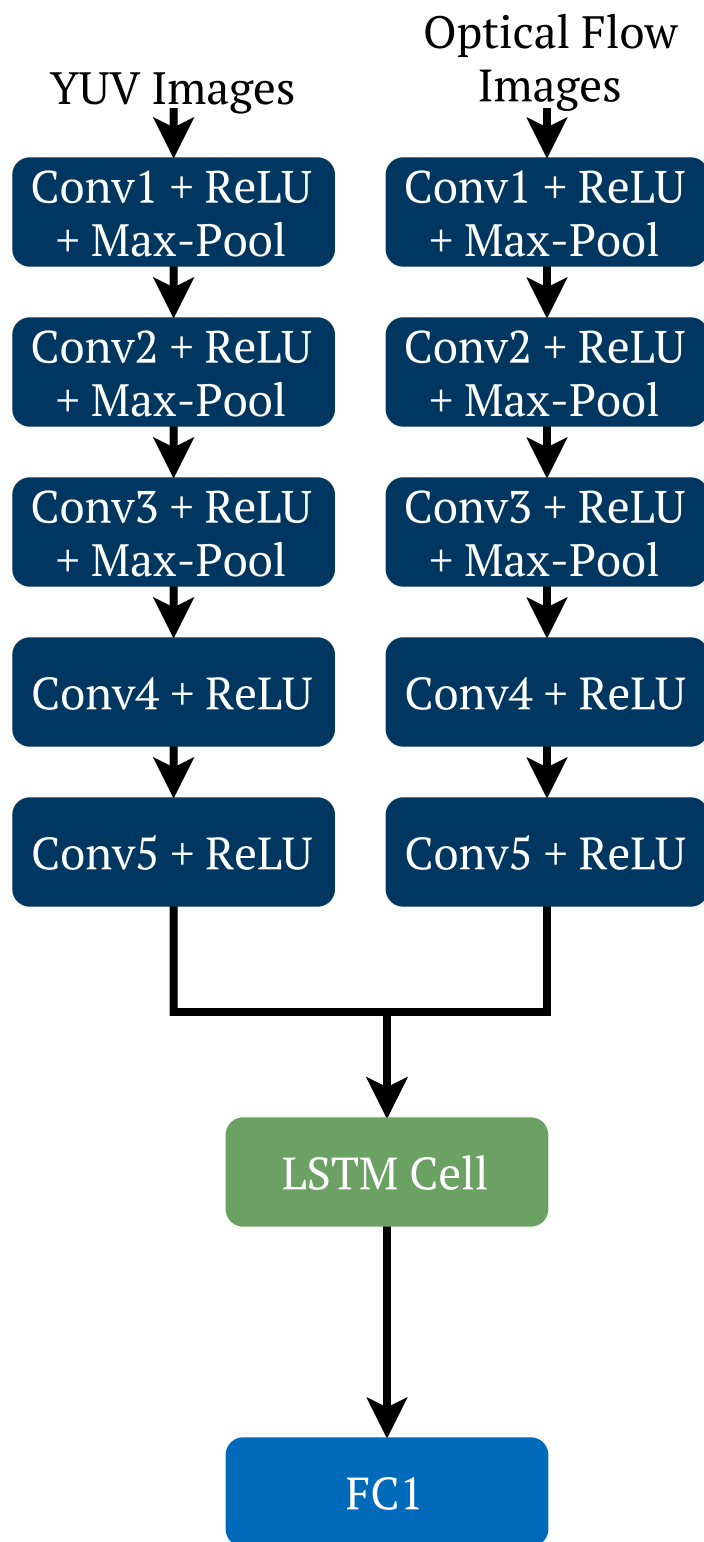 YUV Images
Conv1 + ReLU
+ Max-Pool
Conv2 + ReLU
+ Max-Pool
Conv3 + ReLU
+ Max-Pool
Conv4 + ReLU
Conv5 + ReLU
Optical Flow
Images
Conv1 + ReLU
+ Max-Pool
Conv2 + ReLU
+ Max-Pool
Conv3 + ReLU
+ Max-Pool
Conv4 + ReLU
Conv5 + ReLU
LSTM Cell
FC1